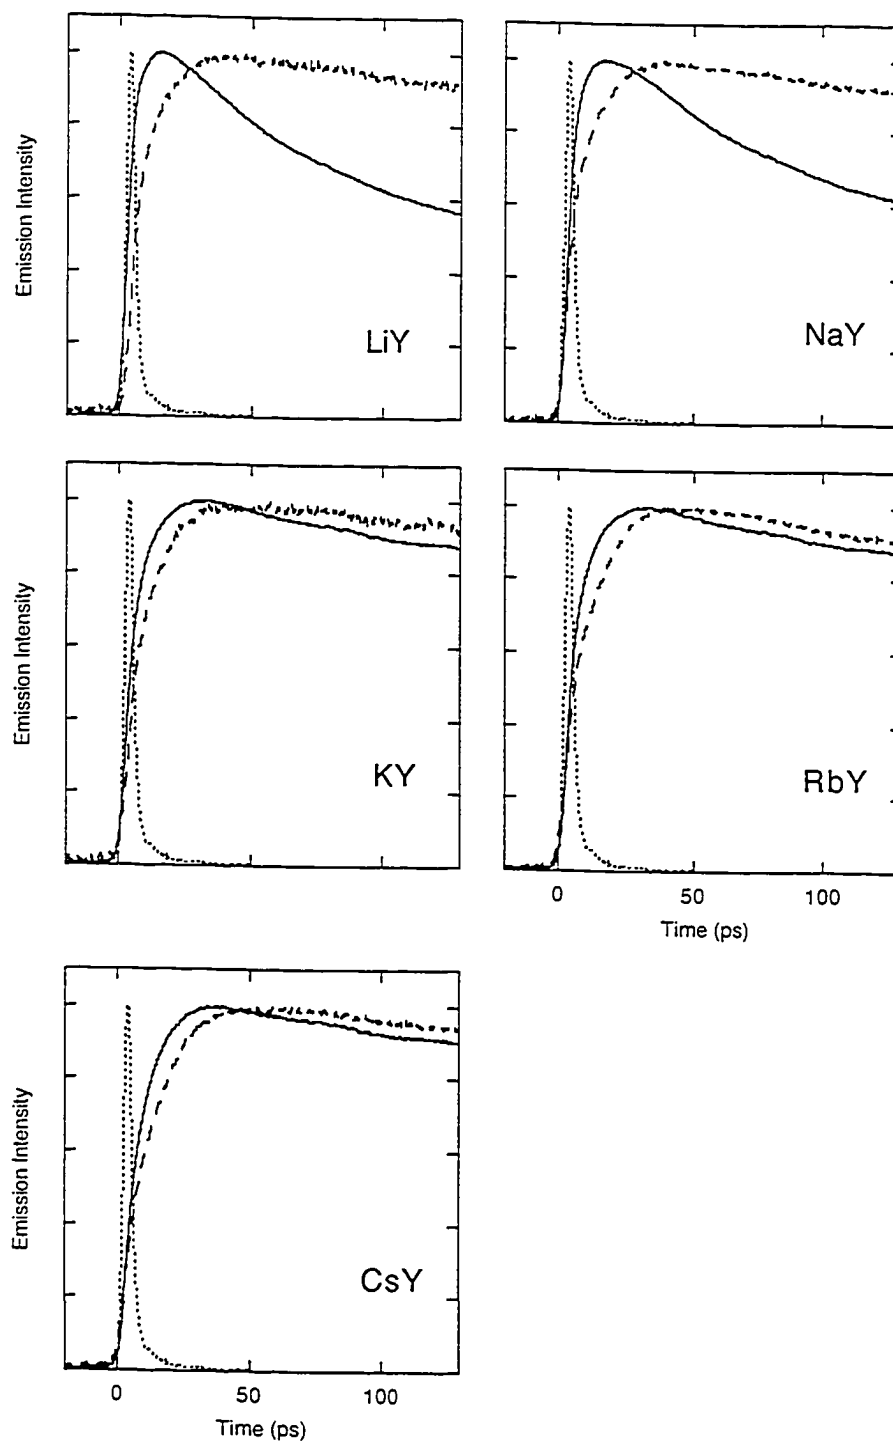 Emission Intensity
LiY
NaY
Emission Intensity
KY
RbY
0 50 100
Time (ps)
Emission Intensity
CsY
0 50 100
Time (ps)